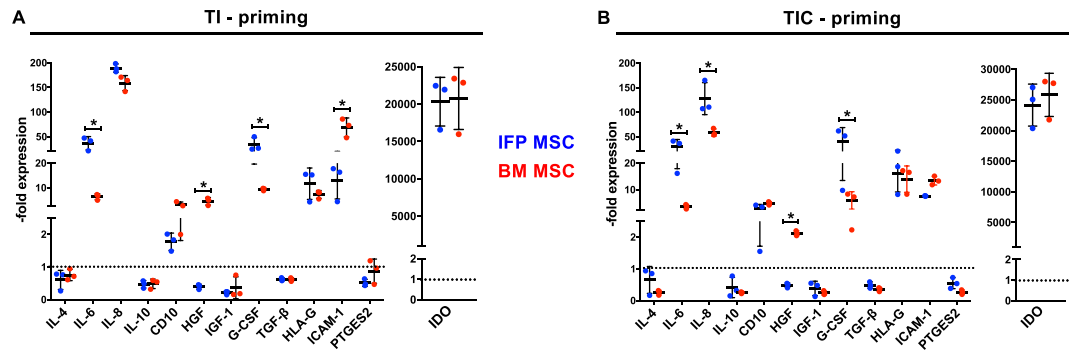 A
TI - priming
-fold expression
200
150
100
50
20
10
2
1
0
IL-4
IL-6
IL-8
IL-10
CD10
HGF
IGF-1
G-CSF
TGF-β
HLA-G
ICAM-1
PTGES2
*
*
*
*
25000
20000
15000
10000
5000
2
1
0
IDO
IFP MSC
BM MSC
B
TIC - priming
-fold expression
200
150
100
50
20
10
2
1
0
IL-4
IL-6
IL-8
IL-10
CD10
HGF
IGF-1
G-CSF
TGF-β
HLA-G
ICAM-1
PTGES2
*
*
*
*
30000
25000
20000
15000
10000
5000
2
1
0
IDO